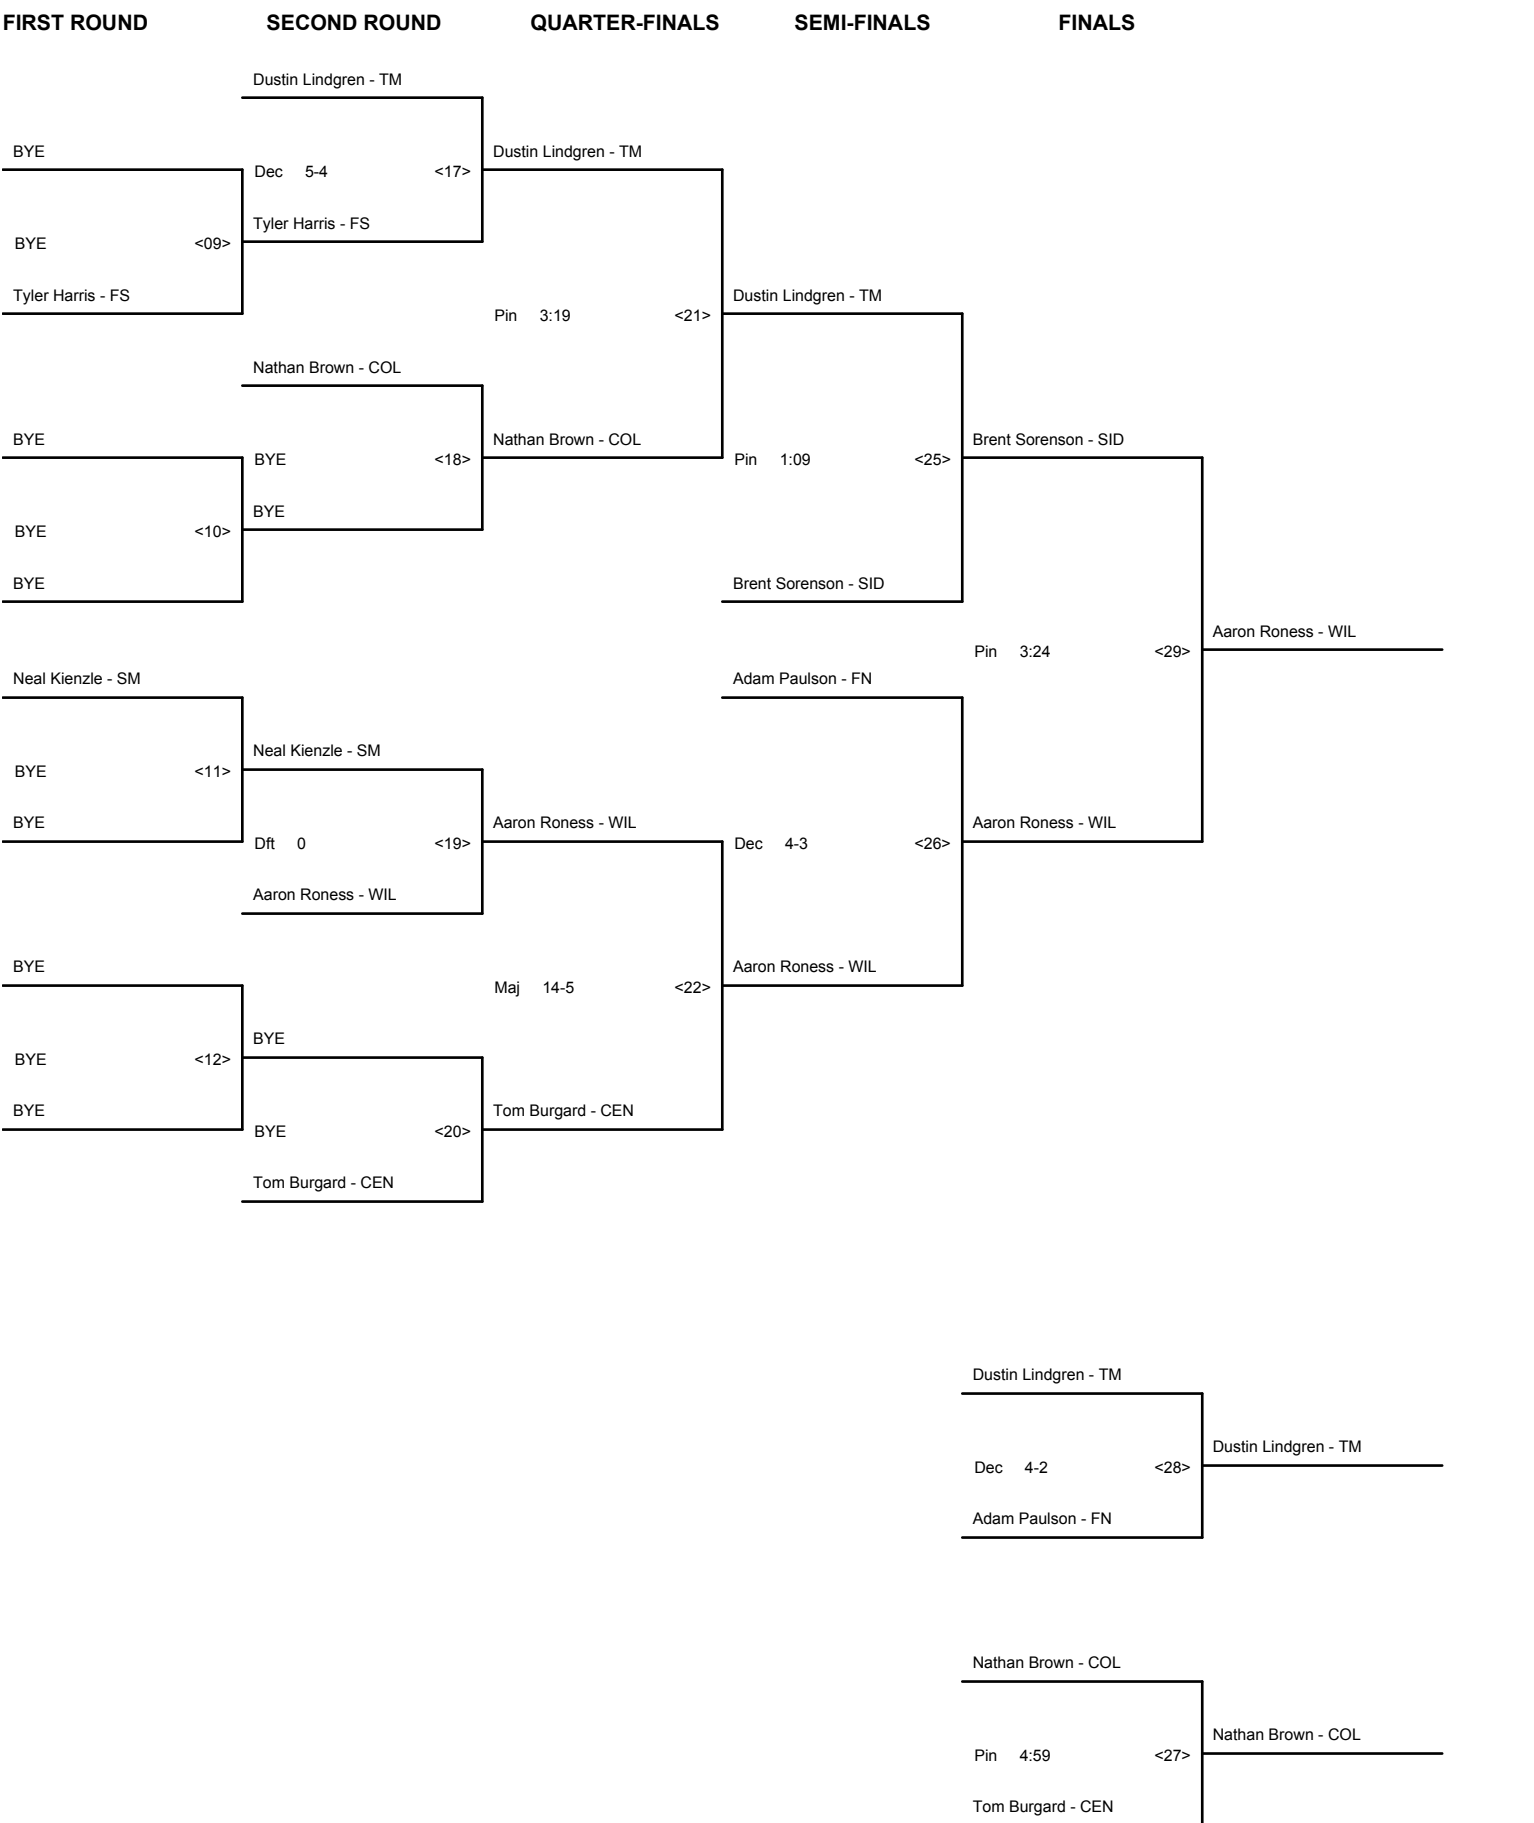 FIRST ROUND SECOND ROUND QUARTER-FINALS SEMI-FINALS FINALS
Dustin Lindgren - TM
BYE Dustin Lindgren - TM
Dec 5-4 <17>
Tyler Harris - FS
BYE <09>
Tyler Harris - FS Dustin Lindgren - TM
Pin 3:19 <21>
Nathan Brown - COL
BYE Nathan Brown - COL Brent Sorenson - SID
BYE <18> Pin 1:09 <25>
BYE
BYE <10>
BYE Brent Sorenson - SID
Aaron Roness - WIL
Pin 3:24 <29>
Neal Kienzle - SM Adam Paulson - FN
Neal Kienzle - SM
BYE <11>
BYE Aaron Roness - WIL Aaron Roness - WIL
Dft 0 <19> Dec 4-3 <26>
Aaron Roness - WIL
BYE Aaron Roness - WIL
Maj 14-5 <22>
BYE
BYE <12>
BYE Tom Burgard - CEN
BYE <20>
Tom Burgard - CEN
Dustin Lindgren - TM
Dustin Lindgren - TM
Dec 4-2 <28>
Adam Paulson - FN
Nathan Brown - COL
Nathan Brown - COL
Pin 4:59 <27>
Tom Burgard - CEN